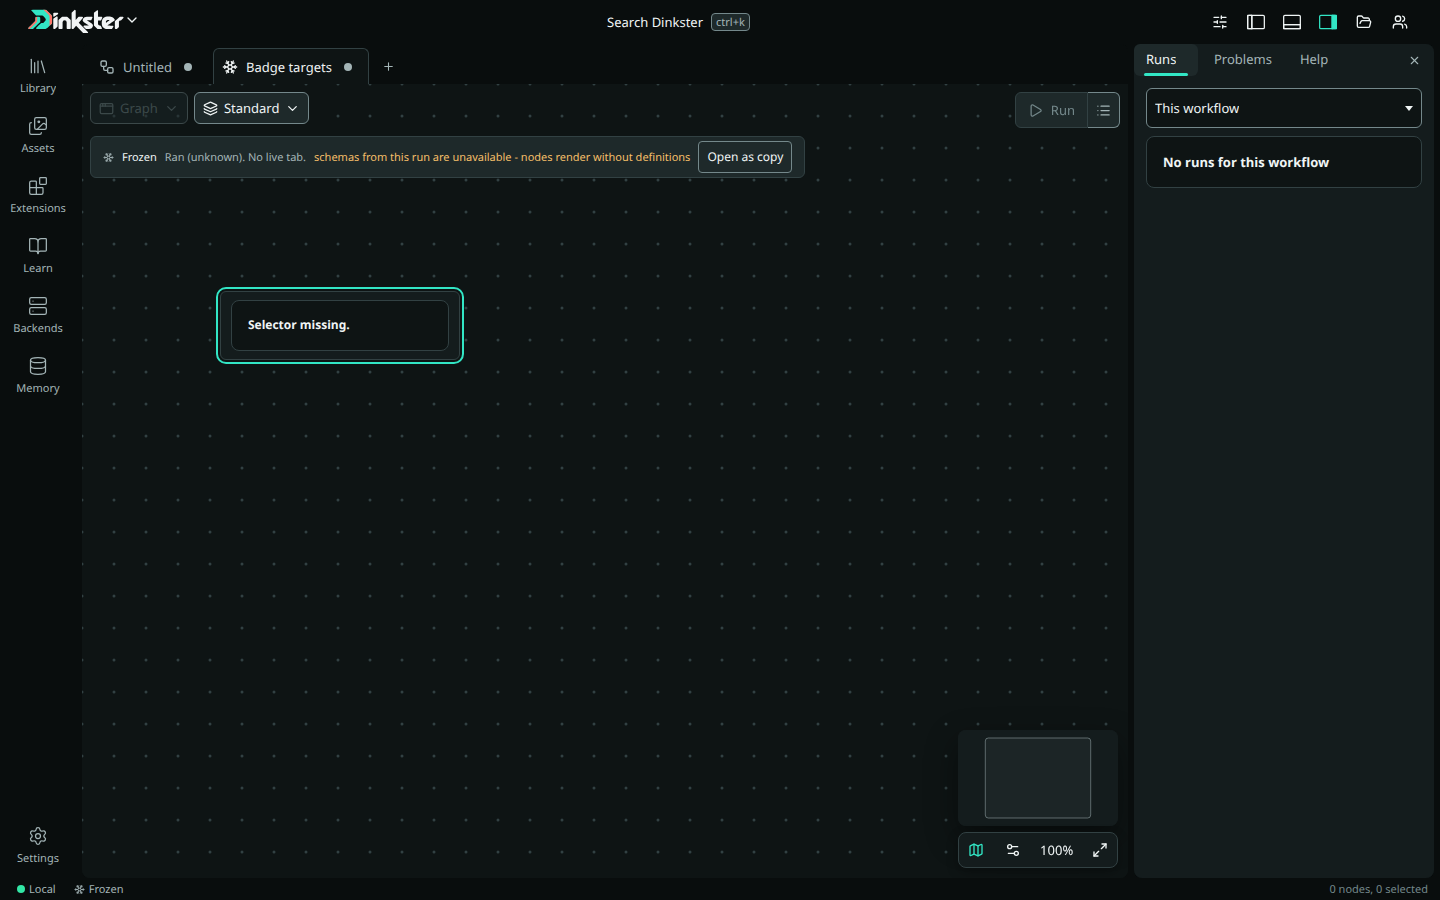 Dinkster
Search Dinkster ctrl+k
Library
Assets
Extensions
Learn
Backends
Memory
Settings
Untitled
Badge targets
Graph
Standard
Run
Frozen Ran (unknown). No live tab. schemas from this run are unavailable - nodes render without definitions Open as copy
Selector missing.
100%
Runs Problems Help
This workflow
No runs for this workflow
Local Frozen
0 nodes, 0 selected